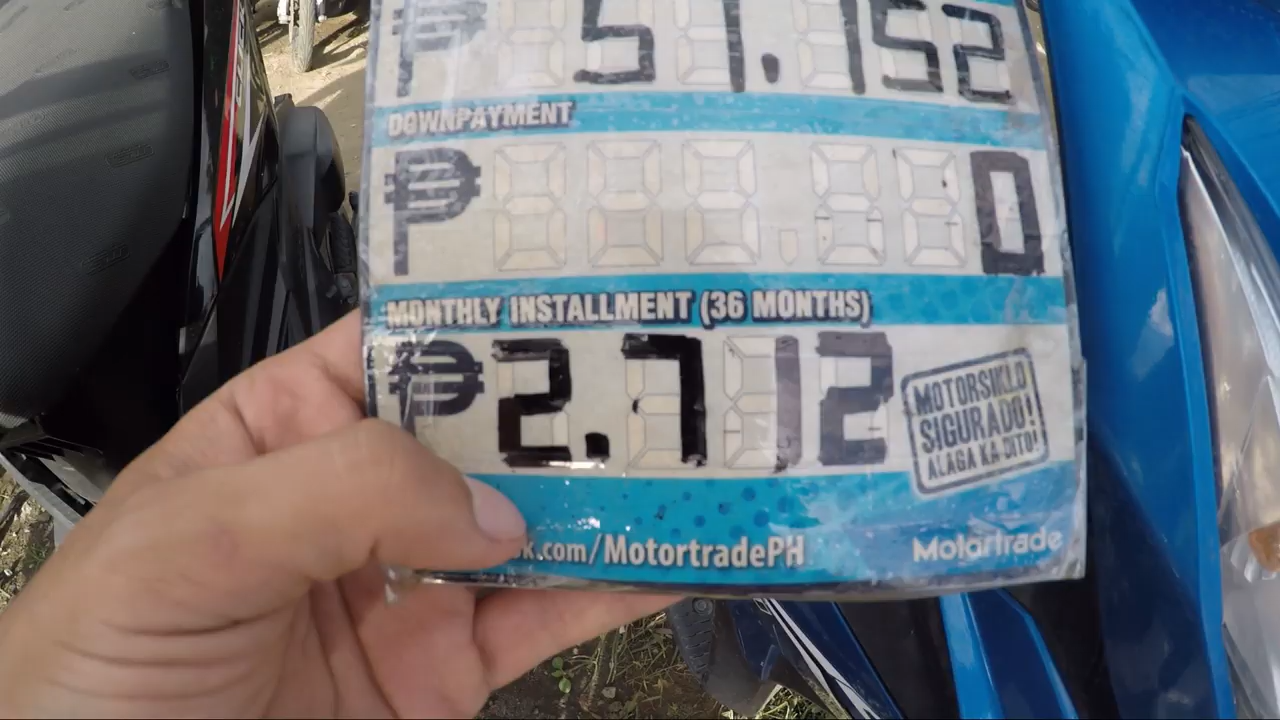 ₱ 51.152
DOWNPAYMENT
₱ 0
MONTHLY INSTALLMENT (36 MONTHS)
₱ 2.712
MOTORSIKLO
SIGURADO!
ALAGA KA DITO!
k.com/MotortradePH
Motortrade